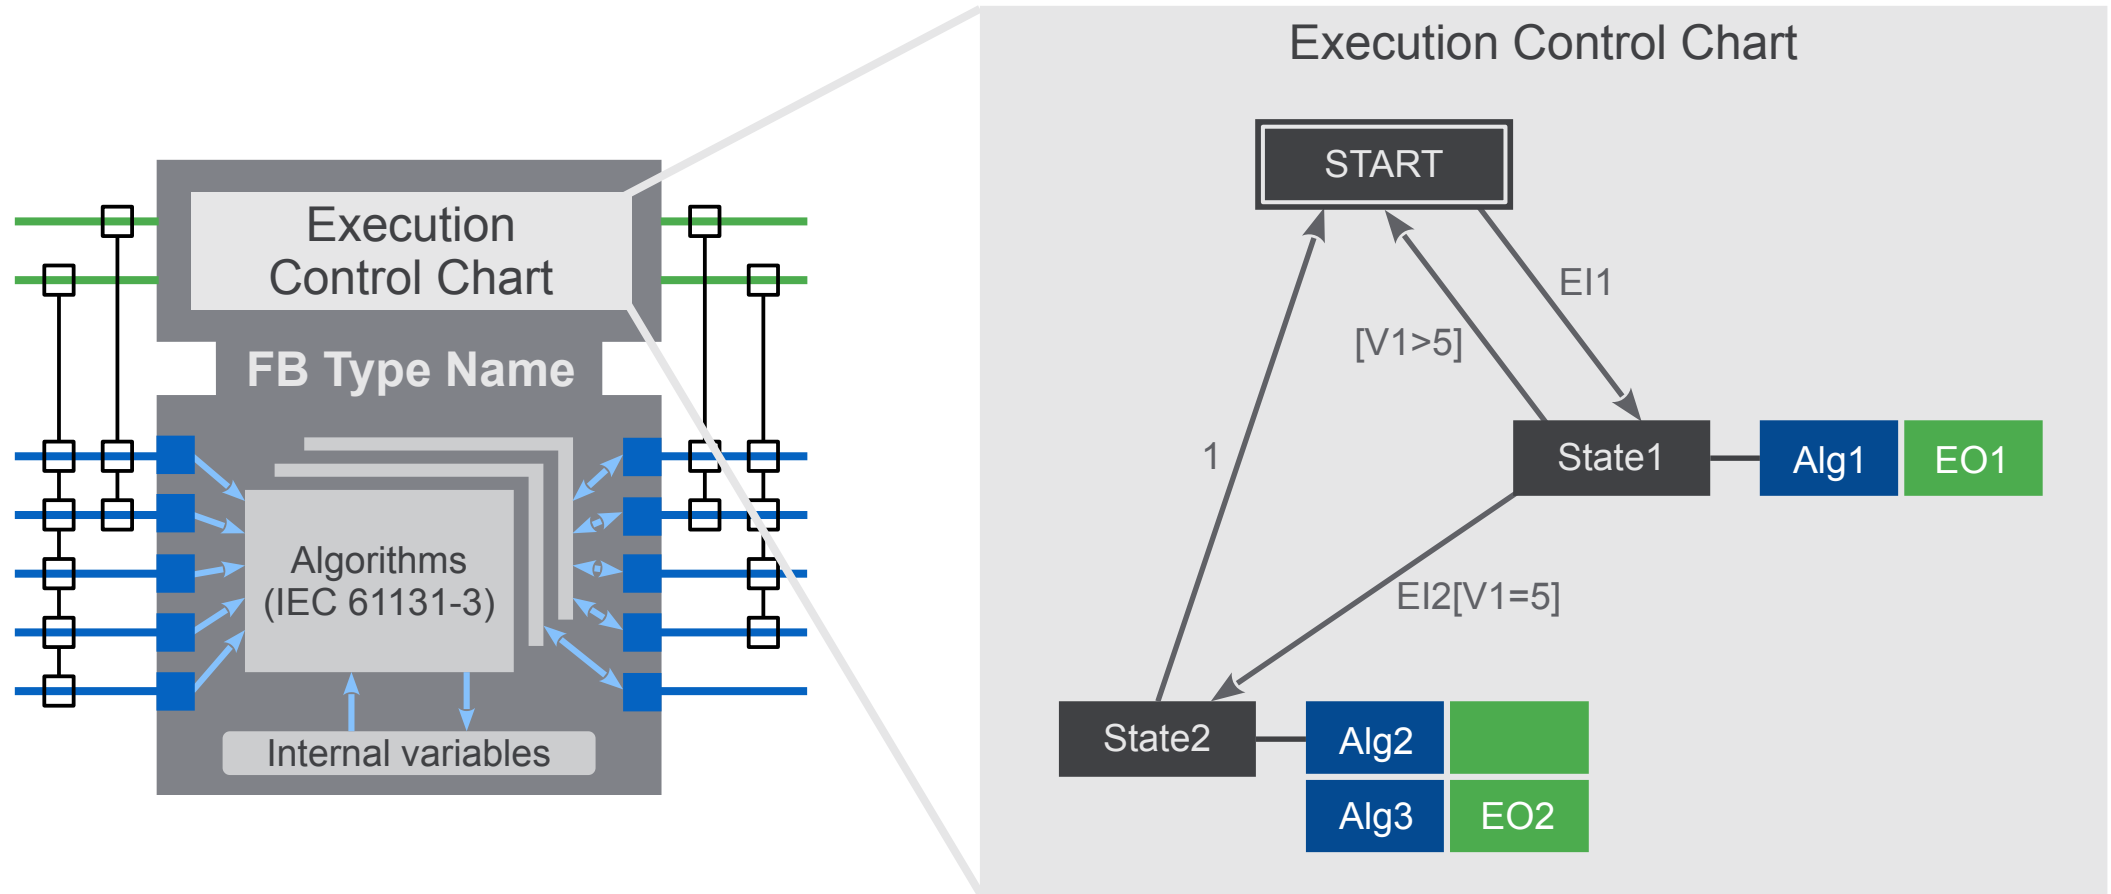 Execution
Control Chart
FB Type Name
Algorithms
(IEC 61131-3)
Internal variables
Execution Control Chart
START
EI1
[V1>5]
1
State1
Alg1
EO1
EI2[V1=5]
State2
Alg2
Alg3
EO2